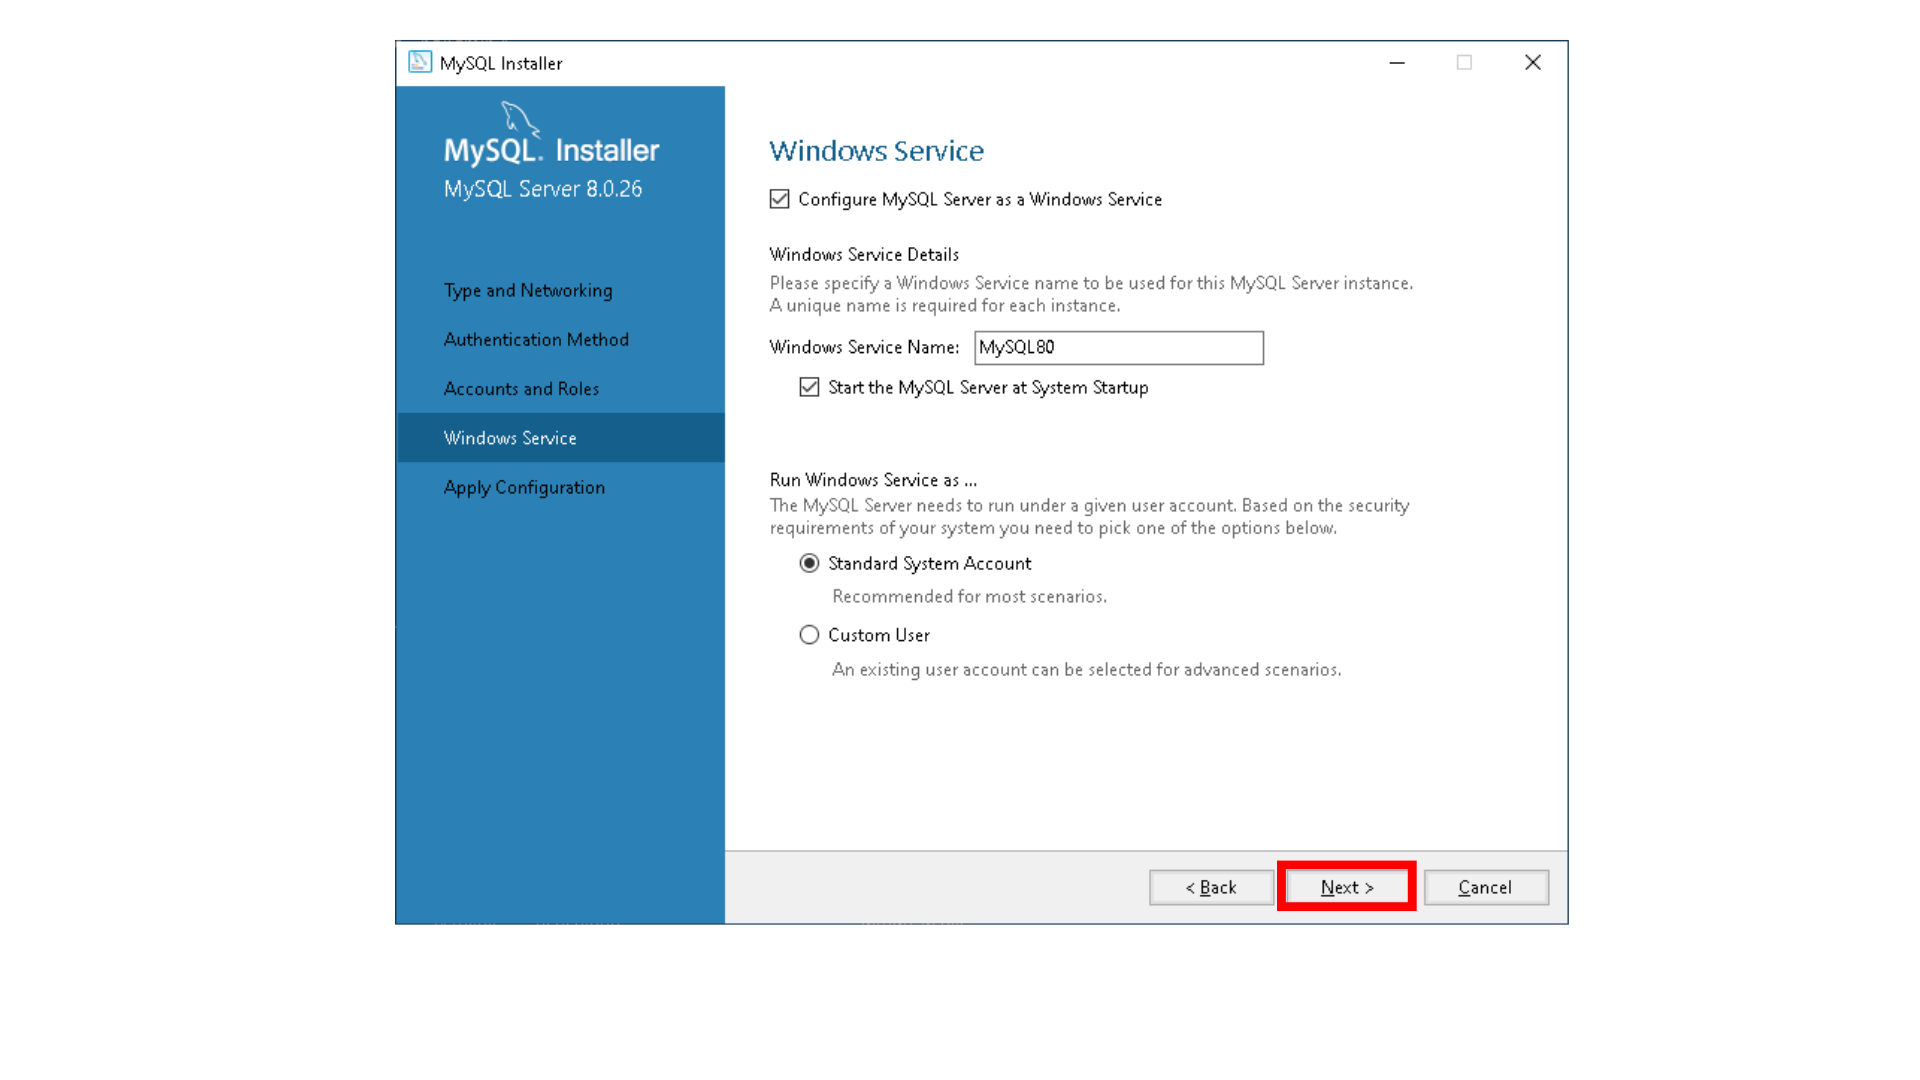 MySQL Installer
MySQL. Installer
MySQL Server 8.0.26
Type and Networking
Authentication Method
Accounts and Roles
Windows Service
Apply Configuration
Windows Service
Configure MySQL Server as a Windows Service
Windows Service Details
Please specify a Windows Service name to be used for this MySQL Server instance.
A unique name is required for each instance.
Windows Service Name: MySQL80
Start the MySQL Server at System Startup
Run Windows Service as ...
The MySQL Server needs to run under a given user account. Based on the security
requirements of your system you need to pick one of the options below.
Standard System Account
Recommended for most scenarios.
Custom User
An existing user account can be selected for advanced scenarios.
< Back
Next >
Cancel